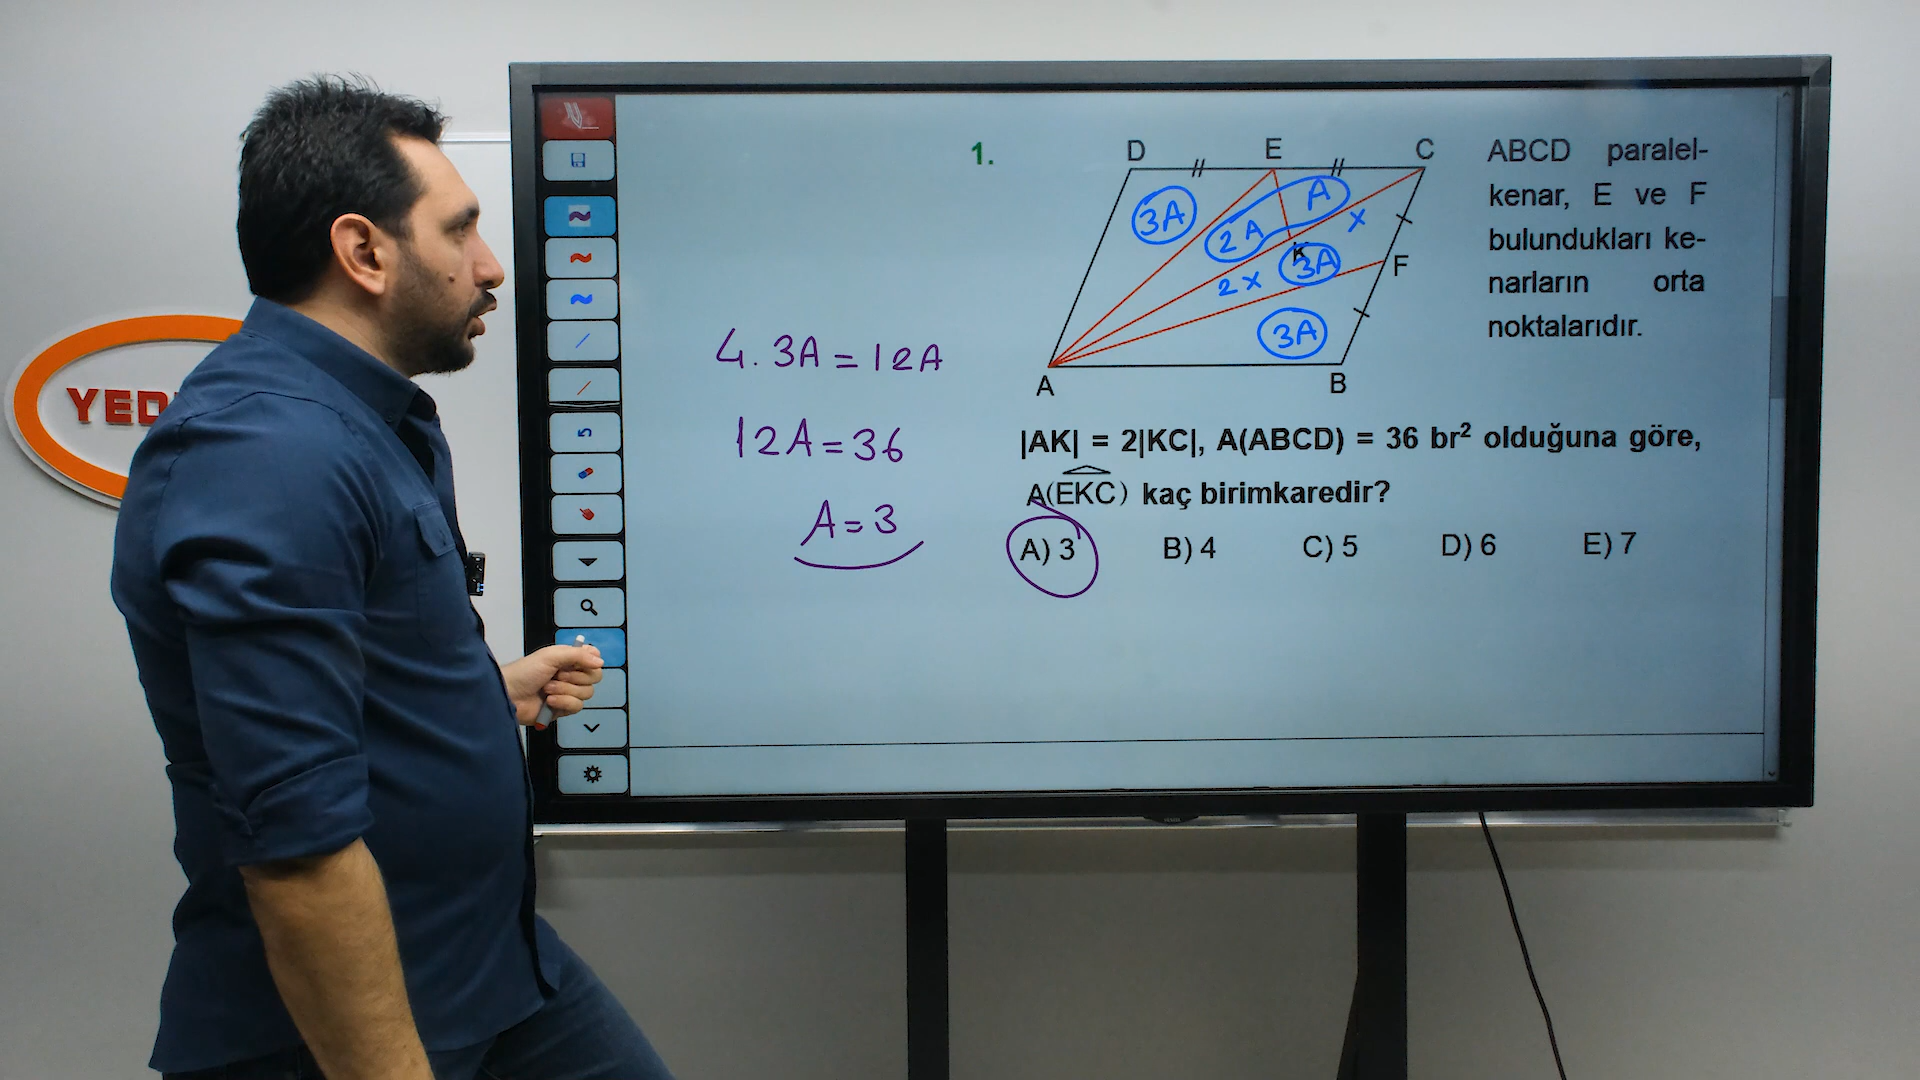 YED
1.
D E C
3A 2A A x
K 3A F
2x
3A
A B
ABCD paralel-
kenar, E ve F
bulundukları ke-
narların orta
noktalarıdır.
4. 3A = 12A
12A = 36
A = 3
|AK| = 2|KC|, A(ABCD) = 36 br² olduğuna göre,
A(EKC) kaç birimkaredir?
A) 3 B) 4 C) 5 D) 6 E) 7